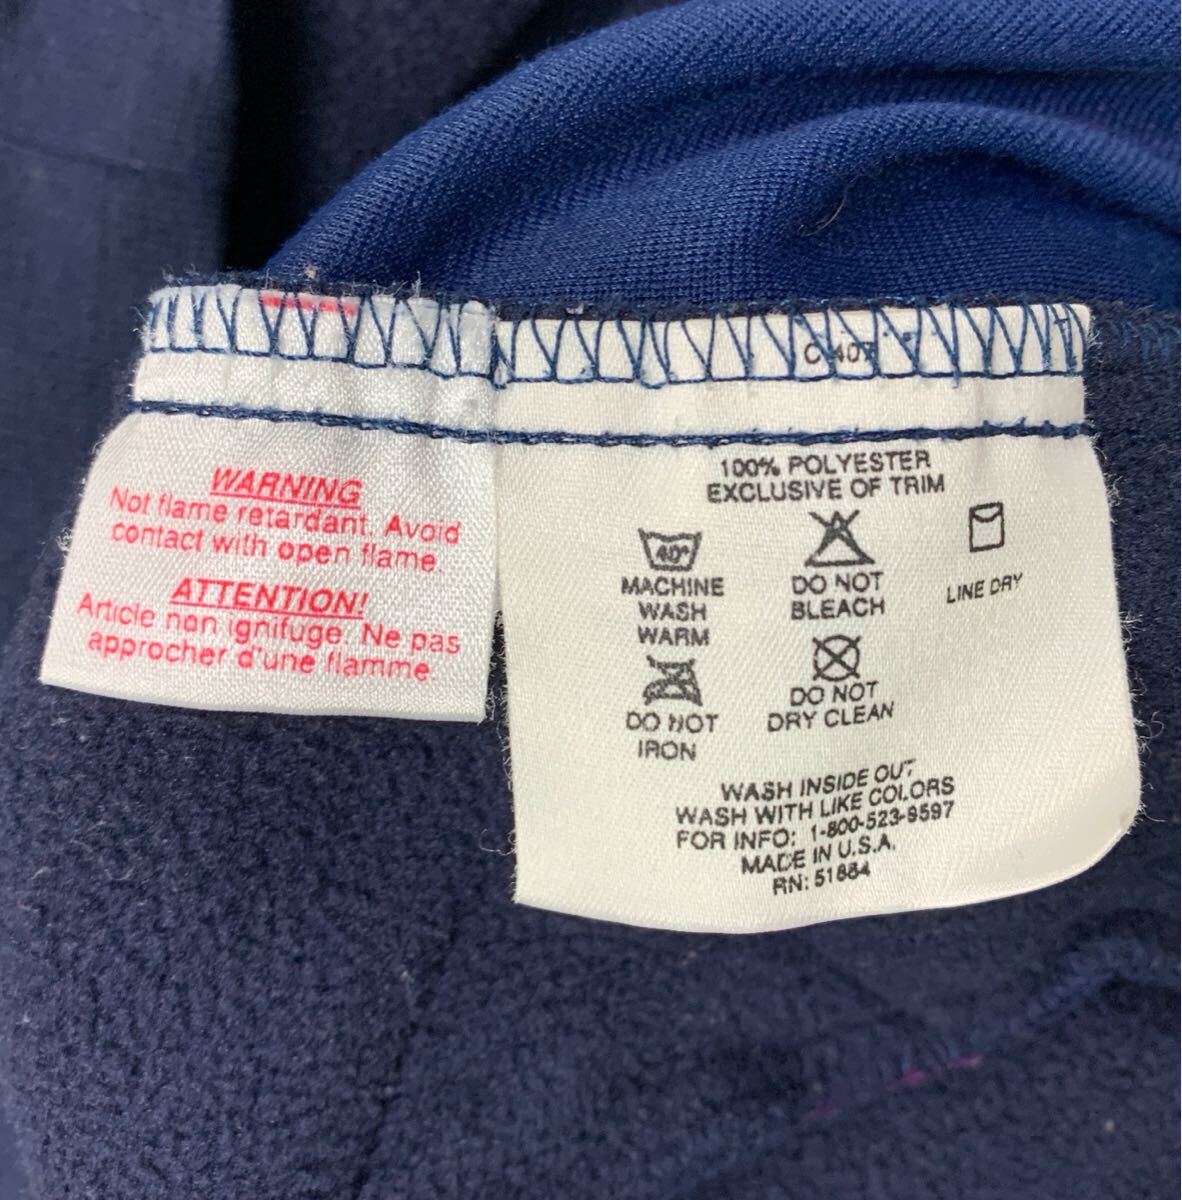 WARNING
Not flame retardant. Avoid
contact with open flame.
ATTENTION!
Article non ignifuge. Ne pas
approcher d'une flamme.
100% POLYESTER
EXCLUSIVE OF TRIM
40°
MACHINE
WASH
WARM
DO NOT
BLEACH
LINE DRY
DO NOT
IRON
DO NOT
DRY CLEAN
WASH INSIDE OUT
WASH WITH LIKE COLORS
FOR INFO: 1-800-523-9597
MADE IN U.S.A.
RN: 51884